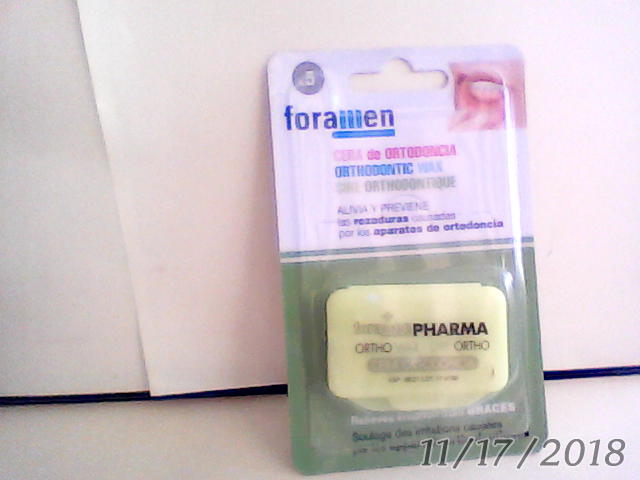 x5
foramen
CERA de ORTODONCIA
ORTHODONTIC WAX
CIRE ORTHODONTIQUE
ALIVIA Y PREVIENE
las rozaduras causadas
por los aparatos de ortodoncia
foramen PHARMA
ORTHO ORTHO
BRACES
Soulage des irritations causées
11/17/2018